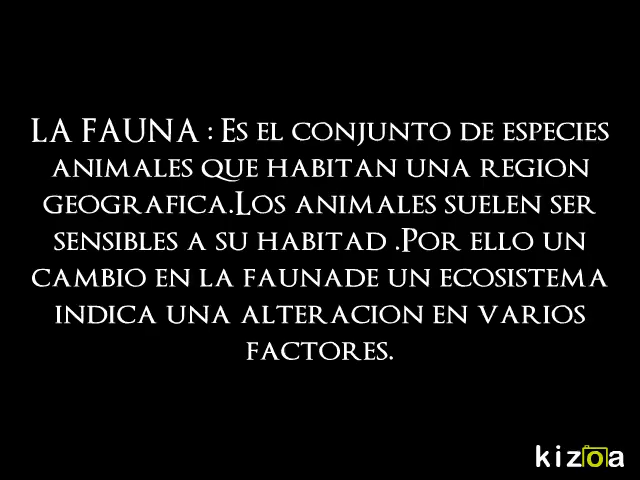 LA FAUNA : Es el conjunto de especies
animales que habitan una region
geografica.Los animales suelen ser
sensibles a su habitad .Por ello un
cambio en la faunade un ecosistema
indica una alteracion en varios
factores.
kizoa